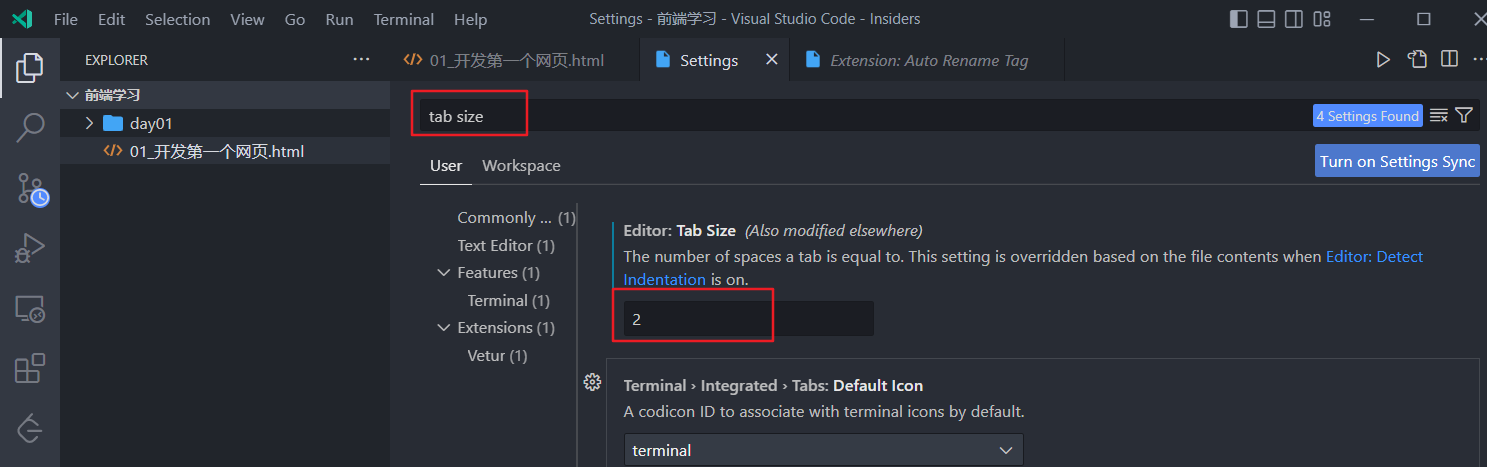 File Edit Selection View Go Run Terminal Help Settings - 前端学习 - Visual Studio Code - Insiders
EXPLORER ···
01_开发第一个网页.html Settings Extension: Auto Rename Tag
前端学习
day01
01_开发第一个网页.html
tab size
4 Settings Found
User Workspace
Turn on Settings Sync
Commonly ... (1)
Text Editor (1)
Features (1)
Terminal (1)
Extensions (1)
Vetur (1)
Editor: Tab Size (Also modified elsewhere)
The number of spaces a tab is equal to. This setting is overridden based on the file contents when Editor: Detect
Indentation is on.
2
Terminal › Integrated › Tabs: Default Icon
A codicon ID to associate with terminal icons by default.
terminal